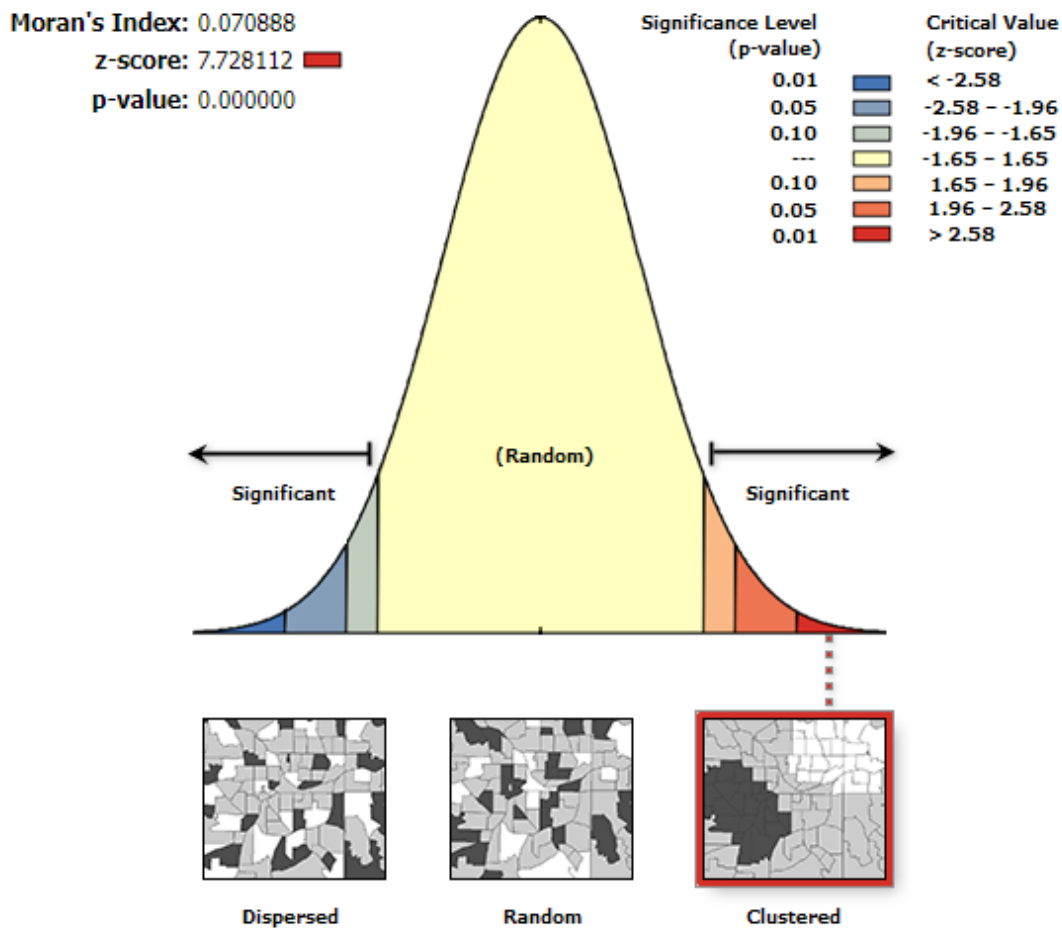 Moran's Index: 0.070888
z-score: 7.728112
p-value: 0.000000
Significance Level
(p-value)
Critical Value
(z-score)
0.01 < -2.58
0.05 -2.58 – -1.96
0.10 -1.96 – -1.65
--- -1.65 – 1.65
0.10 1.65 – 1.96
0.05 1.96 – 2.58
0.01 > 2.58
(Random)
Significant Significant
Dispersed Random Clustered